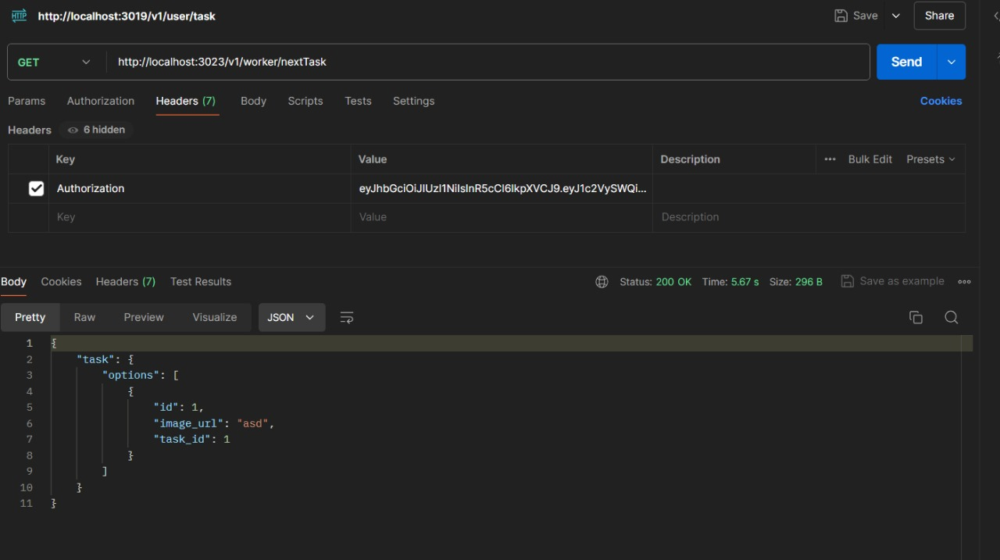 HTTP http://localhost:3019/v1/user/task Save Share
GET http://localhost:3023/v1/worker/nextTask Send
Params Authorization Headers (7) Body Scripts Tests Settings Cookies
Headers 6 hidden
Key Value Description ••• Bulk Edit Presets
Authorization eyJhbGciOiJIUzI1NiIsInR5cCI6IkpXVCJ9.eyJ1c2VySWQi...
Key Value Description
Body Cookies Headers (7) Test Results Status: 200 OK Time: 5.67 s Size: 296 B Save as example
Pretty Raw Preview Visualize JSON
1 {
2 "task": {
3 "options": [
4 {
5 "id": 1,
6 "image_url": "asd",
7 "task_id": 1
8 }
9 ]
10 }
11 }